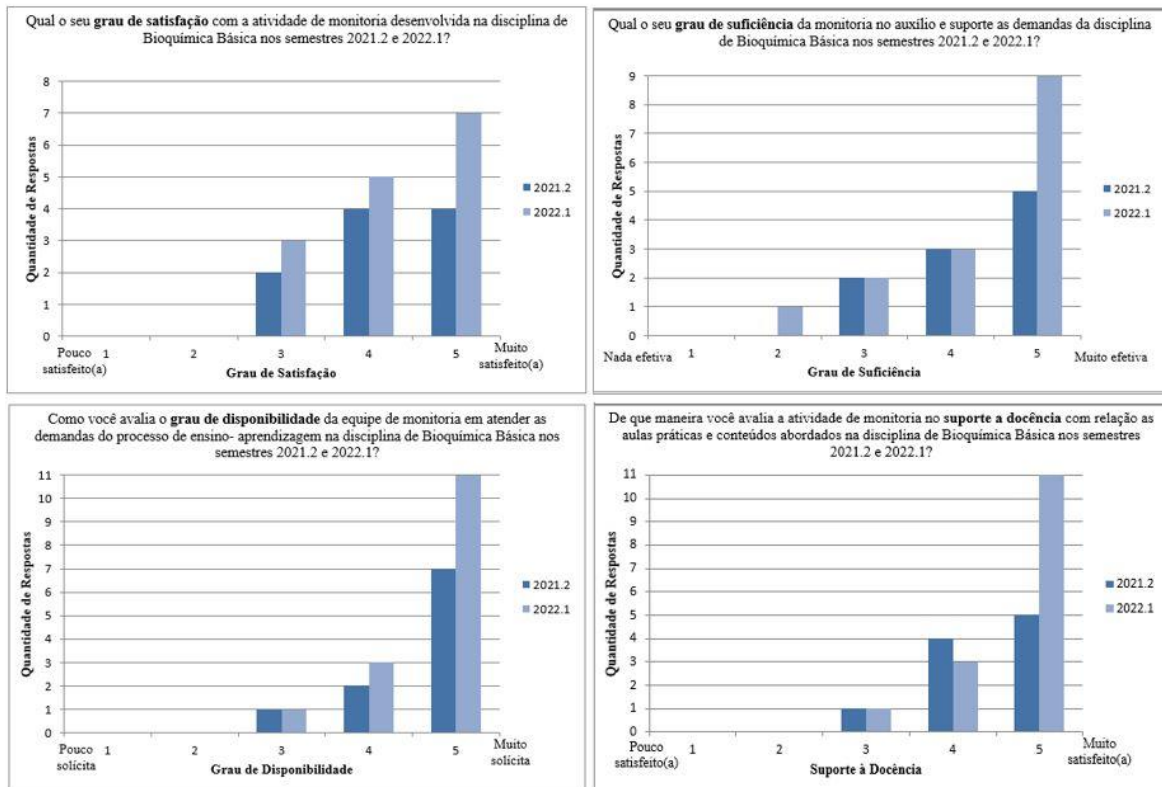 Qual o seu grau de satisfação com a atividade de monitoria desenvolvida na disciplina de
Bioquímica Básica nos semestres 2021.2 e 2022.1?
Quantidade de Respostas
8
7
6
5
4
3
2
1
0
Pouco
satisfeito(a)
1
2
3
4
5
Muito
satisfeito(a)
Grau de Satisfação
2021.2
2022.1
Qual o seu grau de suficiência da monitoria no auxílio e suporte as demandas da disciplina
de Bioquímica Básica nos semestres 2021.2 e 2022.1?
Quantidade de Respostas
9
8
7
6
5
4
3
2
1
0
Nada efetiva
1
2
3
4
5
Muito efetiva
Grau de Suficiência
2021.2
2022.1
Como você avalia o grau de disponibilidade da equipe de monitoria em atender as
demandas do processo de ensino- aprendizagem na disciplina de Bioquímica Básica nos
semestres 2021.2 e 2022.1?
Quantidade de Respostas
11
10
9
8
7
6
5
4
3
2
1
0
Pouco
solícita
1
2
3
4
5
Muito
solícita
Grau de Disponibilidade
2021.2
2022.1
De que maneira você avalia a atividade de monitoria no suporte a docência com relação as
aulas práticas e conteúdos abordados na disciplina de Bioquímica Básica nos semestres
2021.2 e 2022.1?
Quantidade de Respostas
11
10
9
8
7
6
5
4
3
2
1
0
Pouco
satisfeito(a)
1
2
3
4
5
Muito
satisfeito(a)
Suporte à Docência
2021.2
2022.1